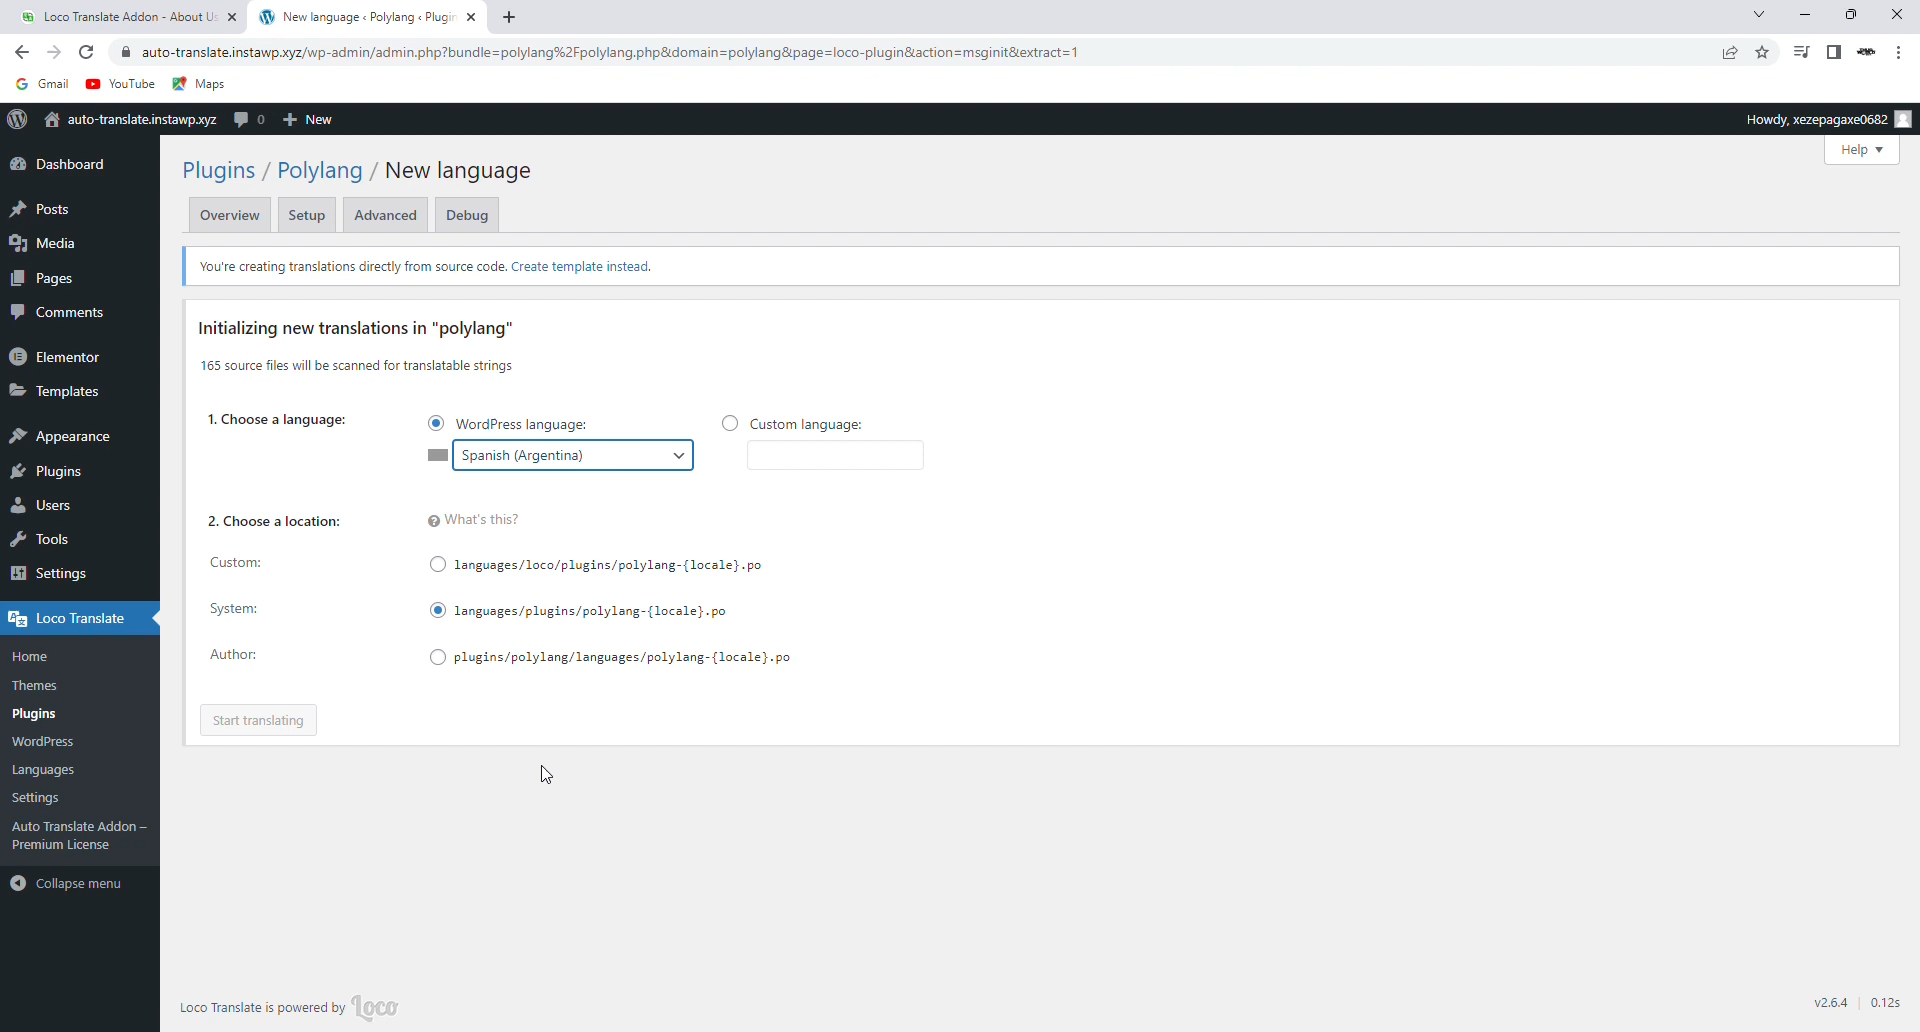 Loco Translate Addon - About Us
New language ‹ Polylang ‹ Plugin
auto-translate.instawp.xyz/wp-admin/admin.php?bundle=polylang%2Fpolylang.php&domain=polylang&page=loco-plugin&action=msginit&extract=1
Gmail
YouTube
Maps
auto-translate.instawp.xyz
0
New
Howdy, xezepagaxe0682
Dashboard
Posts
Media
Pages
Comments
Elementor
Templates
Appearance
Plugins
Users
Tools
Settings
Loco Translate
Home
Themes
Plugins
WordPress
Languages
Settings
Auto Translate Addon –
Premium License
Collapse menu
Help
Plugins / Polylang / New language
Overview
Setup
Advanced
Debug
You're creating translations directly from source code. Create template instead.
Initializing new translations in "polylang"
165 source files will be scanned for translatable strings
1. Choose a language:
WordPress language:
Custom language:
Spanish (Argentina)
2. Choose a location:
What's this?
Custom:
languages/loco/plugins/polylang-{locale}.po
System:
languages/plugins/polylang-{locale}.po
Author:
plugins/polylang/languages/polylang-{locale}.po
Start translating
Loco Translate is powered by Loco
v2.6.4
0.12s